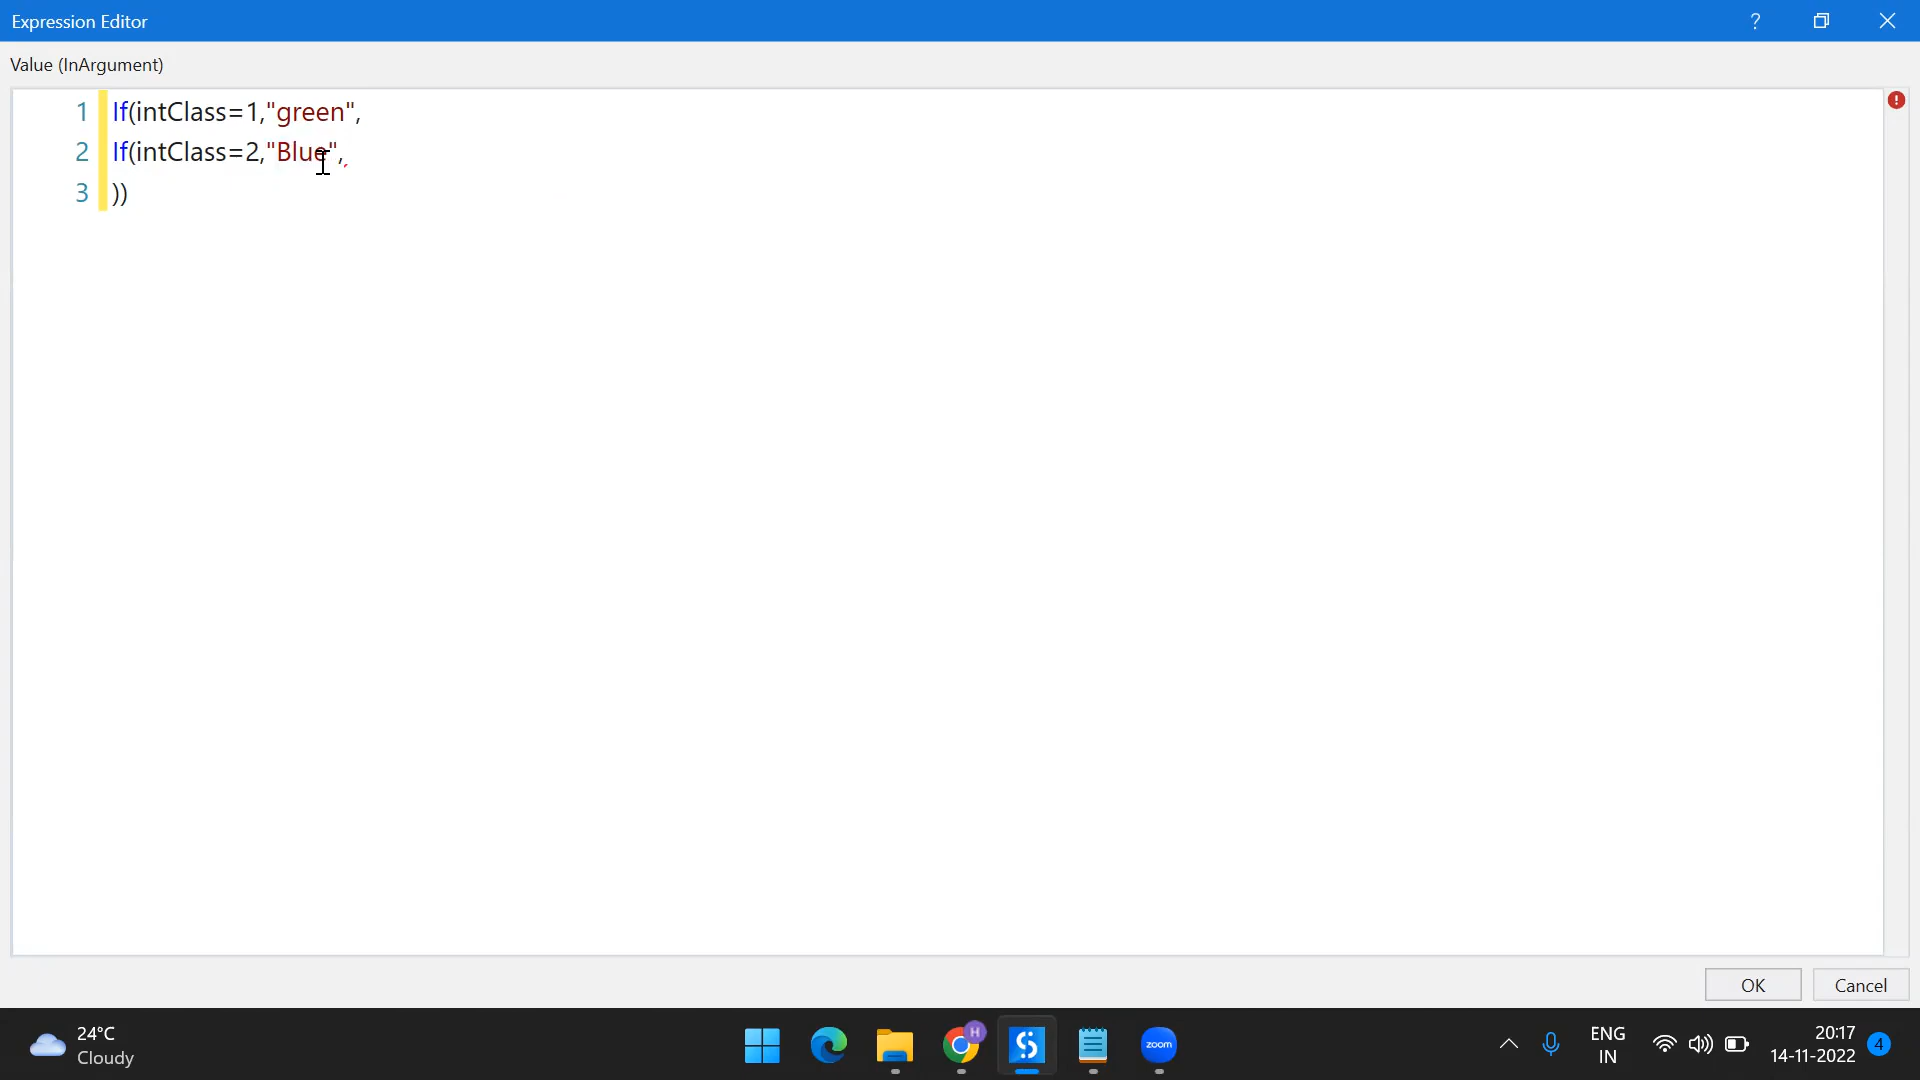 Expression Editor
?
Value (InArgument)
1 If(intClass=1,"green",
2 If(intClass=2,"Blue",
3 ))
OK Cancel
24°C
Cloudy
H
zoom
ENG
IN
20:17
14-11-2022
4